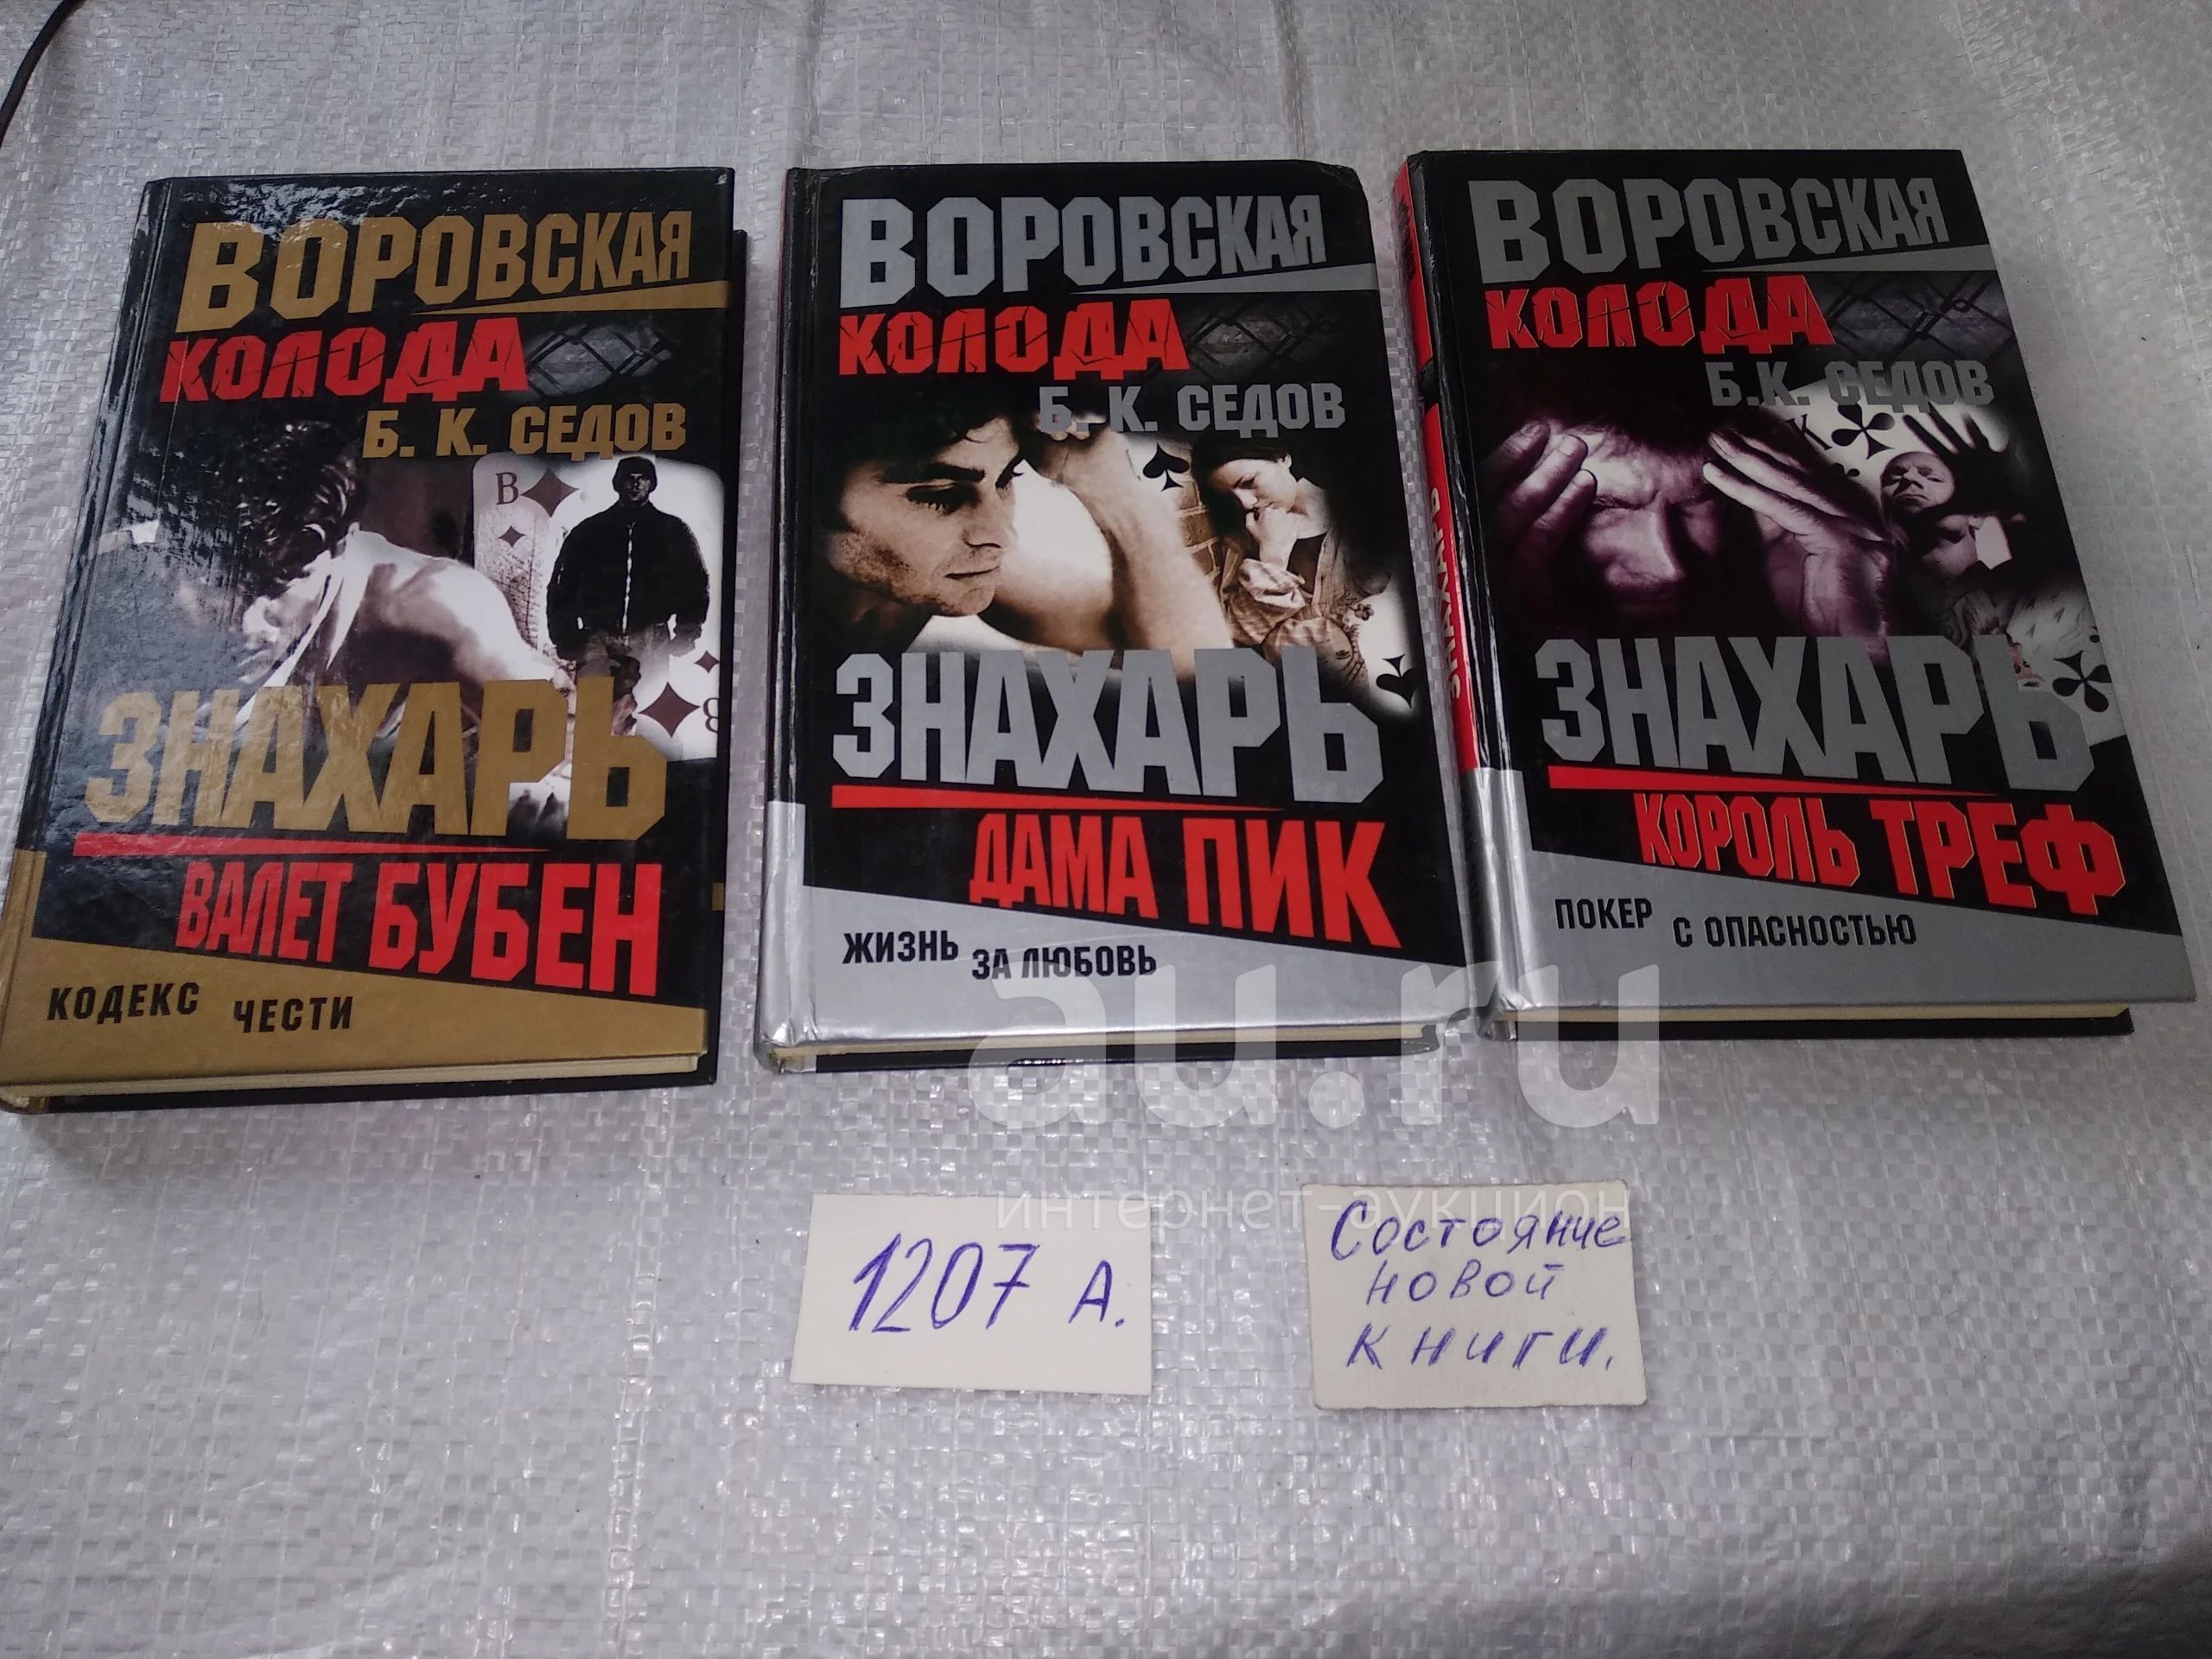 ВОРОВСКАЯ
КОЛОДА
Б. К. СЕДОВ
В
ЗНАХАРЬ
ВАЛЕТ БУБЕН
КОДЕКС ЧЕСТИ
ВОРОВСКАЯ
КОЛОДА
Б. К. СЕДОВ
ЗНАХАРЬ
ДАМА ПИК
ЖИЗНЬ ЗА ЛЮБОВЬ
ВОРОВСКАЯ
КОЛОДА
Б.К. СЕДОВ
К
ЗНАХАРЬ
КОРОЛЬ ТРЕФ
ПОКЕР С ОПАСНОСТЬЮ
ЗНАХАРЬ
au.ru
интернет-аукцион
1207 А.
Состояние
новой
книги.